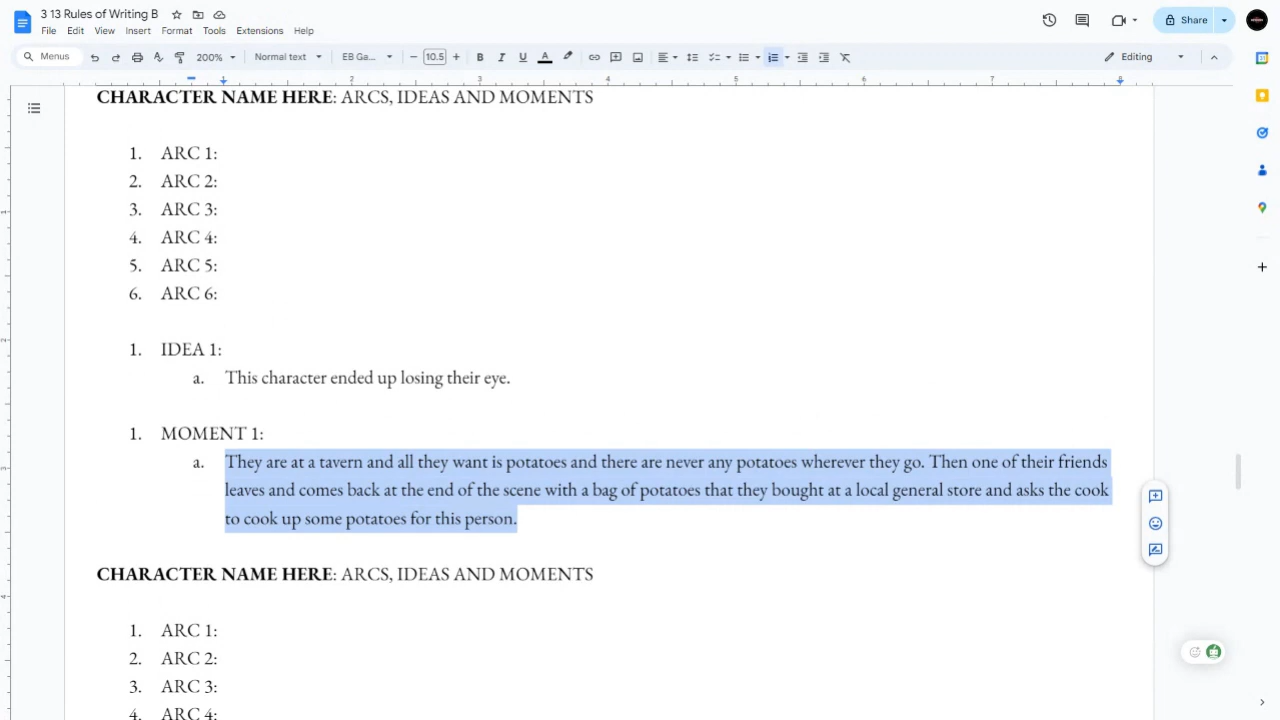 3 13 Rules of Writing B
File Edit View Insert Format Tools Extensions Help
Share
Menus
200%
Normal text
EB Ga...
10.5
Editing
2 3 4 5 6 7 8
CHARACTER NAME HERE: ARCS, IDEAS AND MOMENTS
1. ARC 1:
2. ARC 2:
3. ARC 3:
4. ARC 4:
5. ARC 5:
6. ARC 6:
1. IDEA 1:
a. This character ended up losing their eye.
1. MOMENT 1:
a. They are at a tavern and all they want is potatoes and there are never any potatoes wherever they go. Then one of their friends
leaves and comes back at the end of the scene with a bag of potatoes that they bought at a local general store and asks the cook
to cook up some potatoes for this person.
CHARACTER NAME HERE: ARCS, IDEAS AND MOMENTS
1. ARC 1:
2. ARC 2:
3. ARC 3:
4. ARC 4: